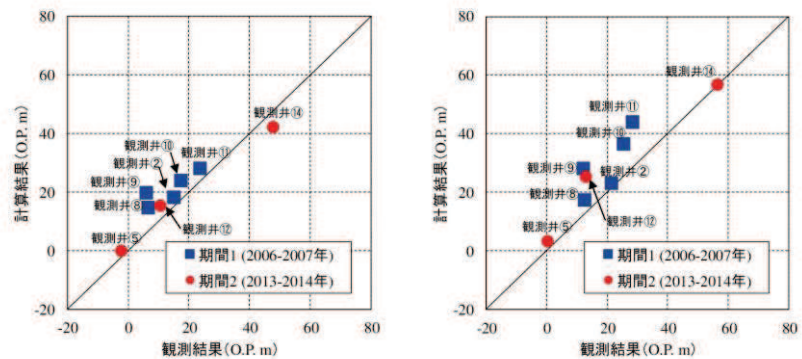 80
60
40
20
0
-20
計算結果(O.P. m)
観測井⑭
観測井⑩
観測井⑪
観測井②
観測井⑨
観測井⑧
観測井⑫
観測井⑤
期間1 (2006-2007年)
期間2 (2013-2014年)
-20 0 20 40 60 80
観測結果(O.P. m)
80
60
40
20
0
-20
計算結果(O.P. m)
観測井⑭
観測井⑪
観測井⑩
観測井⑨
観測井②
観測井⑧
観測井⑫
観測井⑤
期間1 (2006-2007年)
期間2 (2013-2014年)
-20 0 20 40 60 80
観測結果(O.P. m)